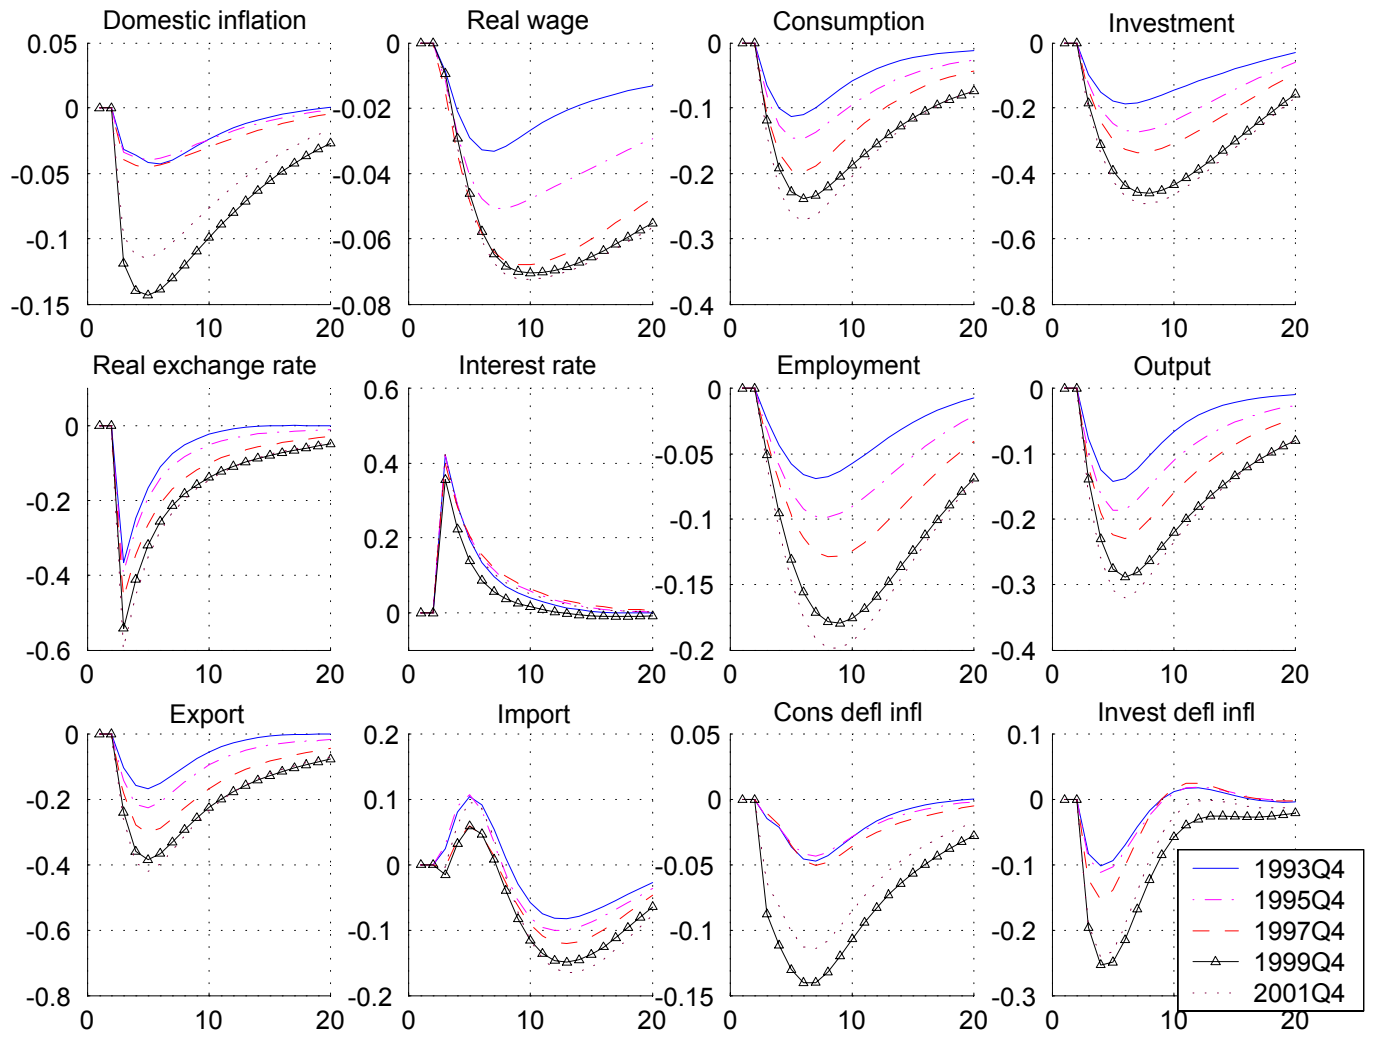 Domestic inflation
0.05
0
-0.05
-0.1
-0.15
0 10 20
Real wage
0
-0.02
-0.04
-0.06
-0.08
0 10 20
Consumption
0
-0.1
-0.2
-0.3
-0.4
0 10 20
Investment
0
-0.2
-0.4
-0.6
-0.8
0 10 20
Real exchange rate
0
-0.2
-0.4
-0.6
0 10 20
Interest rate
0.6
0.4
0.2
0
0 10 20
Employment
0
-0.05
-0.1
-0.15
-0.2
0 10 20
Output
0
-0.1
-0.2
-0.3
-0.4
0 10 20
Export
0
-0.2
-0.4
-0.6
-0.8
0 10 20
Import
0.2
0.1
0
-0.1
-0.2
0 10 20
Cons defl infl
0.05
0
-0.05
-0.1
-0.15
0 10 20
Invest defl infl
0.1
0
-0.1
-0.2
-0.3
0 10 20
1993Q4
1995Q4
1997Q4
1999Q4
2001Q4